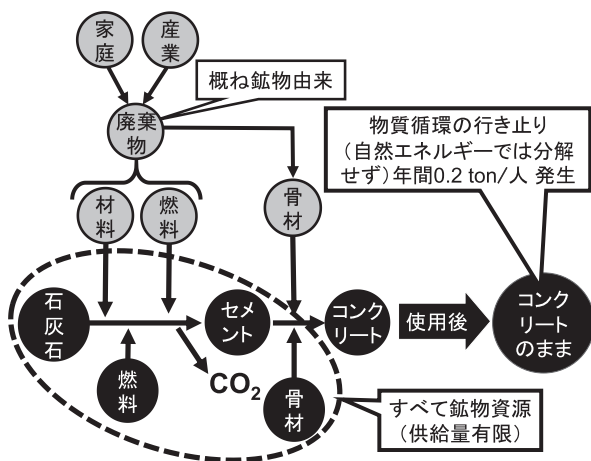 家
庭
産
業
概ね鉱物由来
廃棄
物
物質循環の行き止り
（自然エネルギーでは分解
せず）年間0.2 ton/人 発生
材
料
燃
料
骨
材
石
灰
石
セメ
ント
コンク
リート
使用後
コンク
リート
のまま
燃
料
CO₂
骨
材
すべて鉱物資源
（供給量有限）